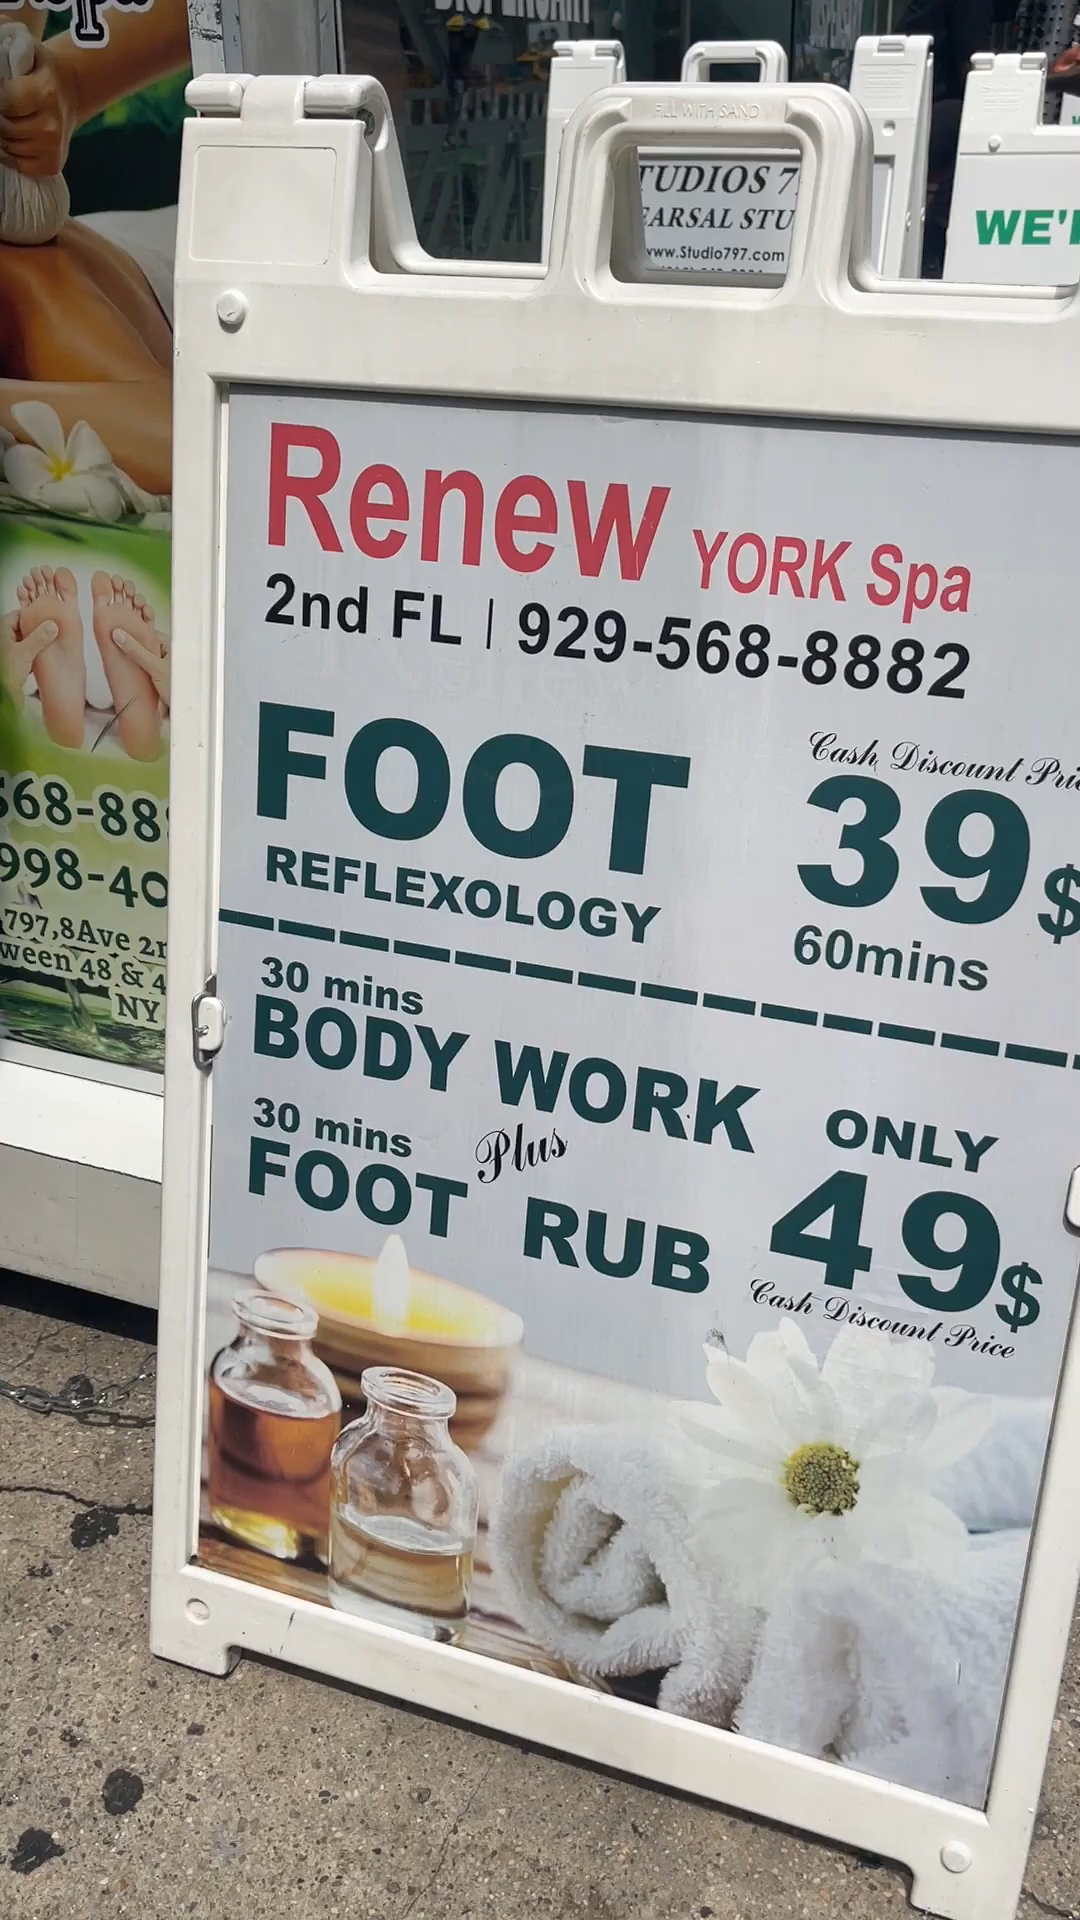 FILL WITH SAND
TUDIOS 7
EARSAL STU
www.Studio797.com
WE'
Renew YORK Spa
2nd FL | 929-568-8882
FOOT
REFLEXOLOGY
Cash Discount Pri
39$
60mins
30 mins
BODY WORK
30 mins
Plus
FOOT RUB
ONLY
49$
Cash Discount Price
568-88
998-40
797,8Ave 2
ween 48 & 4
NY